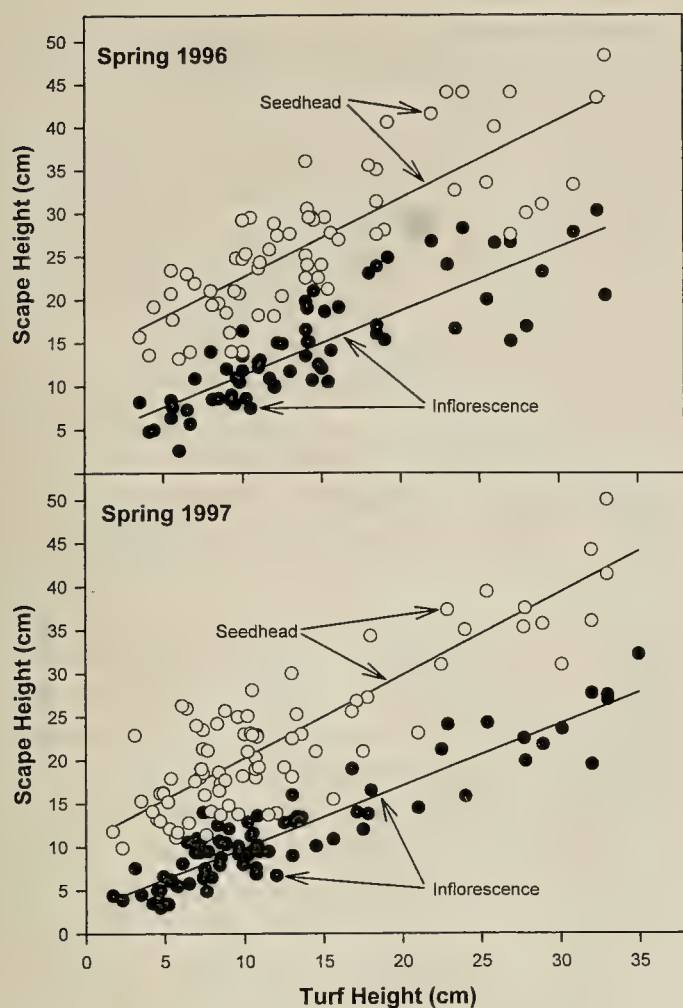 50
Spring 1996
45
Seedhead
40
35
30
25
20
15
10
Inflorescence
5
Scape Height (cm)
50
Spring 1997
45
40
35
Seedhead
30
25
20
15
10
5
Inflorescence
0
Scape Height (cm)
0 5 10 15 20 25 30 35
Turf Height (cm)